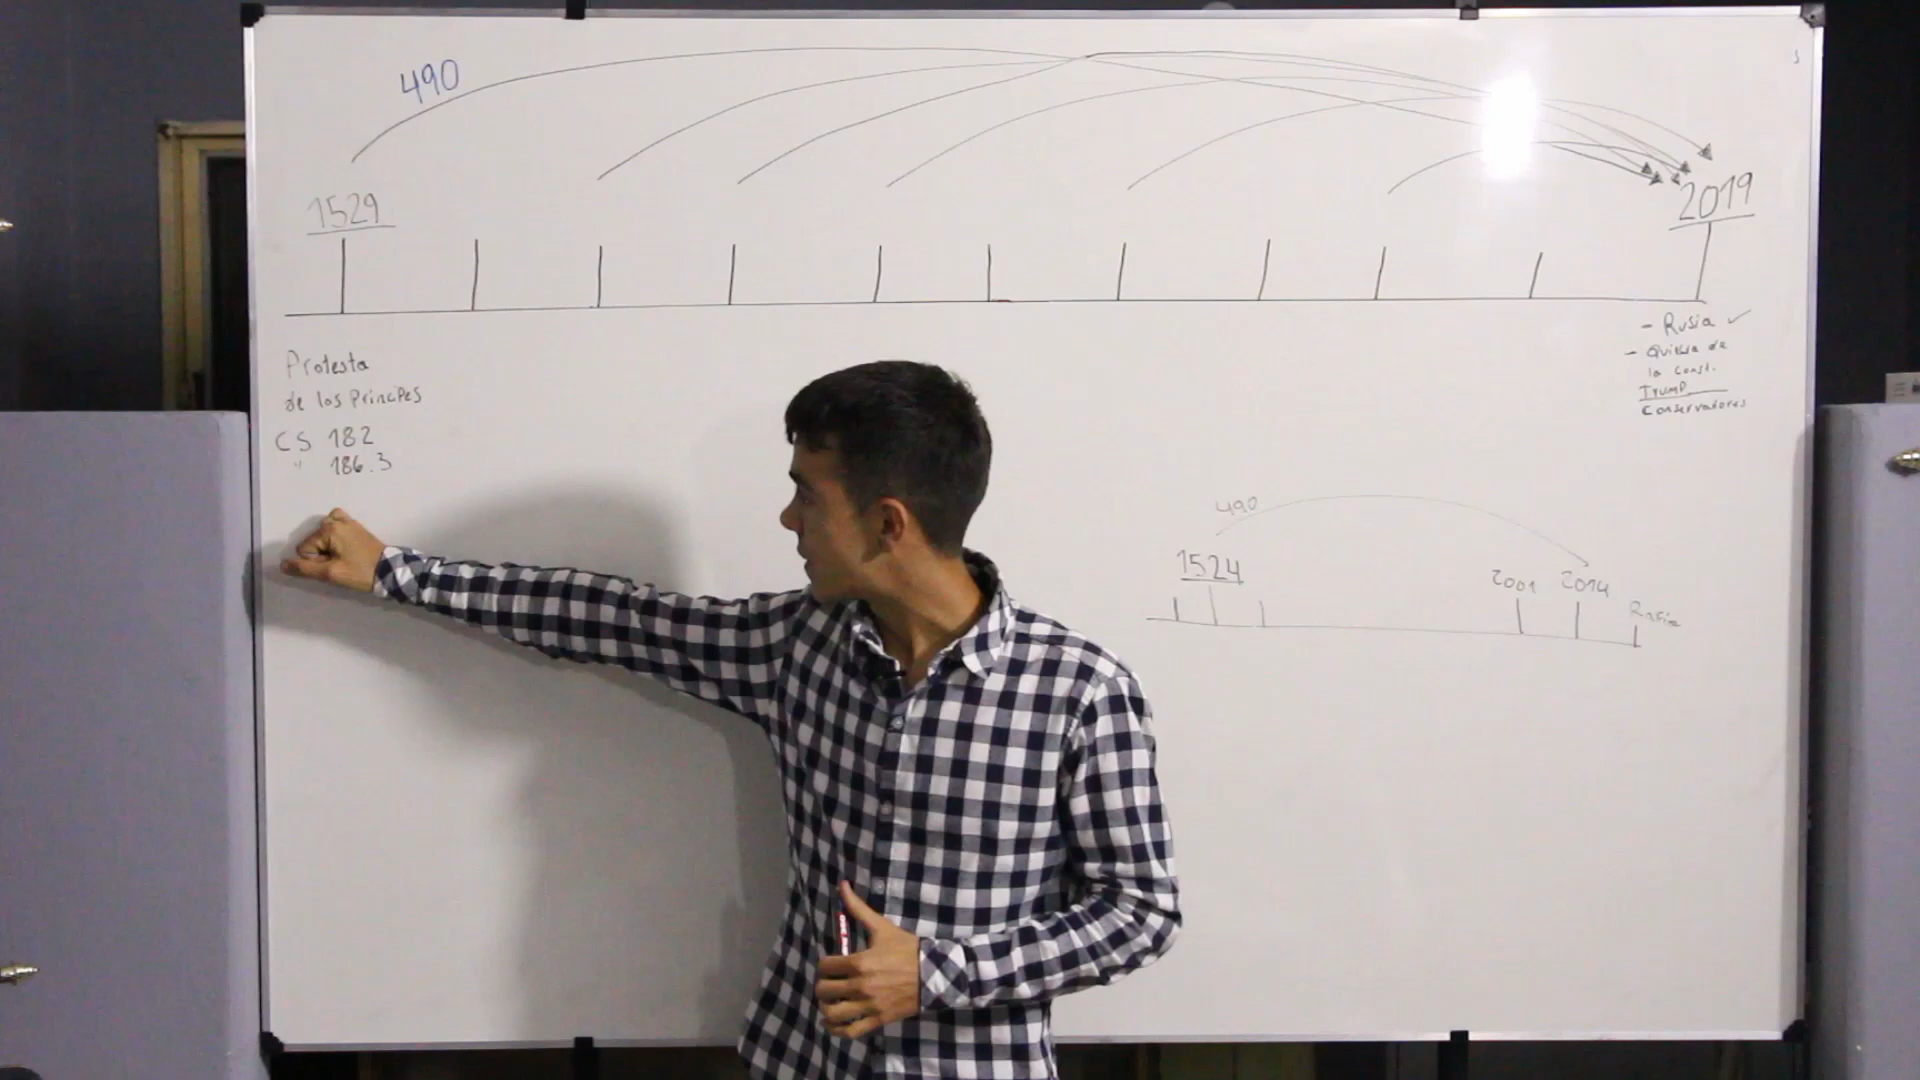 490
1529
2019
Protesta
de los Principes
CS 182
" 186.3
- Rusia ✓
- Quiebra de
la Const.
Trump
Conservadores
490
1524
2001
2014
Rafia